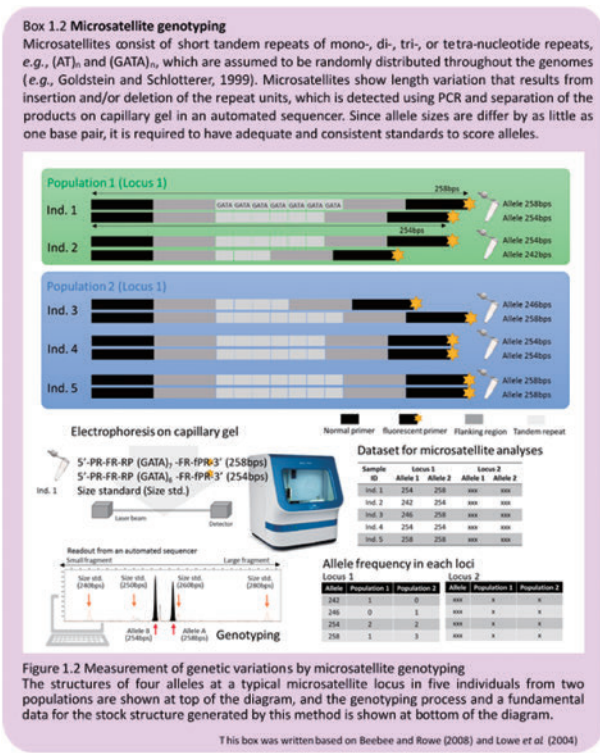 Box 1.2 Microsatellite genotyping
Microsatellites consist of short tandem repeats of mono-, di-, tri-, or tetra-nucleotide repeats,
e.g., (AT)n and (GATA)n, which are assumed to be randomly distributed throughout the genomes
(e.g., Goldstein and Schlotterer, 1999). Microsatellites show length variation that results from
insertion and/or deletion of the repeat units, which is detected using PCR and separation of the
products on capillary gel in an automated sequencer. Since allele sizes are differ by as little as
one base pair, it is required to have adequate and consistent standards to score alleles.
Population 1 (Locus 1)
258bps
Ind. 1
GATA GATA GATA GATA GATA GATA GATA
Allele 258bps
Allele 254bps
254bps
Ind. 2
Allele 254bps
Allele 242bps
Population 2 (Locus 1)
Ind. 3
Allele 246bps
Allele 258bps
Ind. 4
Allele 254bps
Allele 254bps
Ind. 5
Allele 258bps
Allele 258bps
Normal primer fluorescent primer Flanking region Tandem repeat
Electrophoresis on capillary gel
5'-PR-FR-RP (GATA)7 -FR-fPR-3' (258bps)
5'-PR-FR-RP (GATA)6 -FR-fPR-3' (254bps)
Ind. 1 Size standard (Size std.)
Laser beam Detector
Dataset for microsatellite analyses
Sample ID Locus 1 Locus 2
Allele 1 Allele 2 Allele 1 Allele 2
Ind. 1 254 258 xxx xxx
Ind. 2 242 254 xxx xxx
Ind. 3 246 258 xxx xxx
Ind. 4 254 254 xxx xxx
Ind. 5 258 258 xxx xxx
Readout from an automated sequencer
Small fragment Large fragment
Size std. (240bps) Size std. (250bps) Size std. (260bps) Size std. (280bps)
Allele B (254bps) Allele A (258bps)
Genotyping
Allele frequency in each loci
Locus 1 Locus 2
Allele Population 1 Population 2 Allele Population 1 Population 2
242 1 0 xxx x x
246 0 1 xxx x x
254 2 2 xxx x x
258 1 3 xxx x x
Figure 1.2 Measurement of genetic variations by microsatellite genotyping
The structures of four alleles at a typical microsatellite locus in five individuals from two
populations are shown at top of the diagram, and the genotyping process and a fundamental
data for the stock structure generated by this method is shown at bottom of the diagram.
This box was written based on Beebee and Rowe (2008) and Lowe et al. (2004)